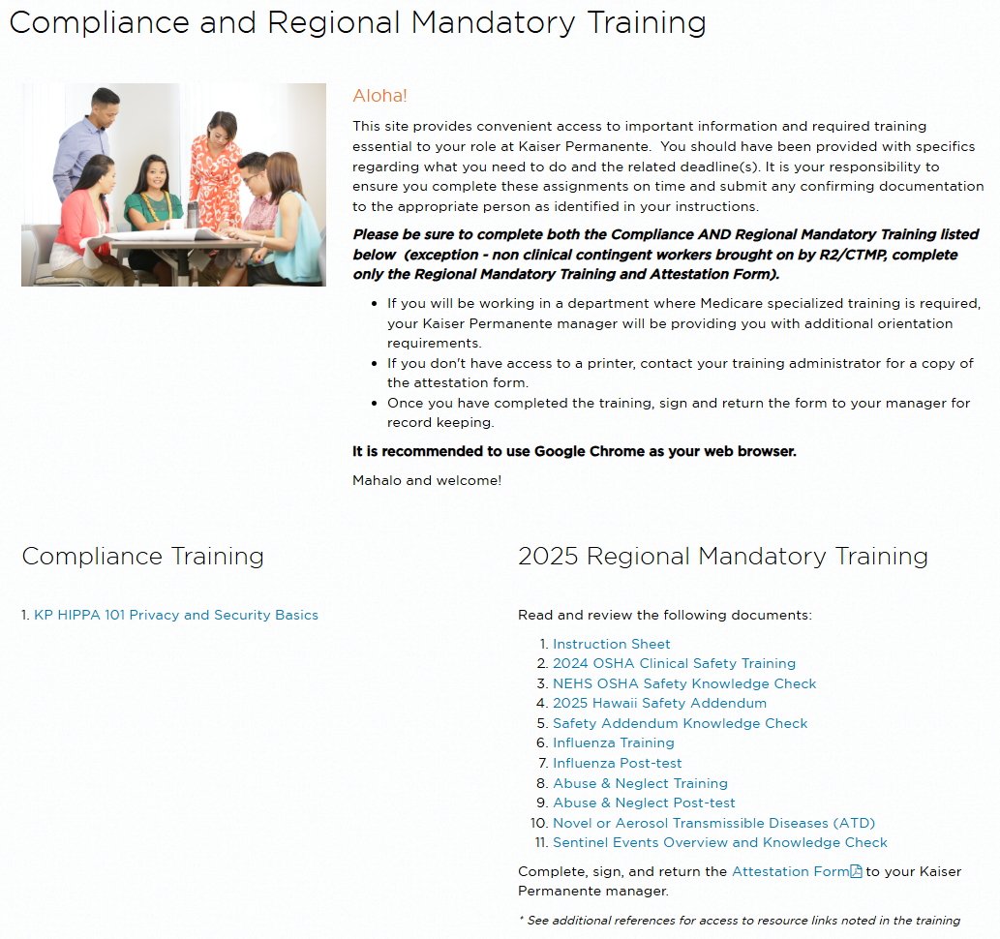 Compliance and Regional Mandatory Training
Aloha!
This site provides convenient access to important information and required training
essential to your role at Kaiser Permanente.  You should have been provided with specifics
regarding what you need to do and the related deadline(s). It is your responsibility to
ensure you complete these assignments on time and submit any confirming documentation
to the appropriate person as identified in your instructions.
Please be sure to complete both the Compliance AND Regional Mandatory Training listed
below  (exception - non clinical contingent workers brought on by R2/CTMP, complete
only the Regional Mandatory Training and Attestation Form).
• If you will be working in a department where Medicare specialized training is required,
your Kaiser Permanente manager will be providing you with additional orientation
requirements.
• If you don't have access to a printer, contact your training administrator for a copy of
the attestation form.
• Once you have completed the training, sign and return the form to your manager for
record keeping.
It is recommended to use Google Chrome as your web browser.
Mahalo and welcome!
Compliance Training
1. KP HIPPA 101 Privacy and Security Basics
2025 Regional Mandatory Training
Read and review the following documents:
1. Instruction Sheet
2. 2024 OSHA Clinical Safety Training
3. NEHS OSHA Safety Knowledge Check
4. 2025 Hawaii Safety Addendum
5. Safety Addendum Knowledge Check
6. Influenza Training
7. Influenza Post-test
8. Abuse & Neglect Training
9. Abuse & Neglect Post-test
10. Novel or Aerosol Transmissible Diseases (ATD)
11. Sentinel Events Overview and Knowledge Check
Complete, sign, and return the Attestation Form to your Kaiser
Permanente manager.
* See additional references for access to resource links noted in the training